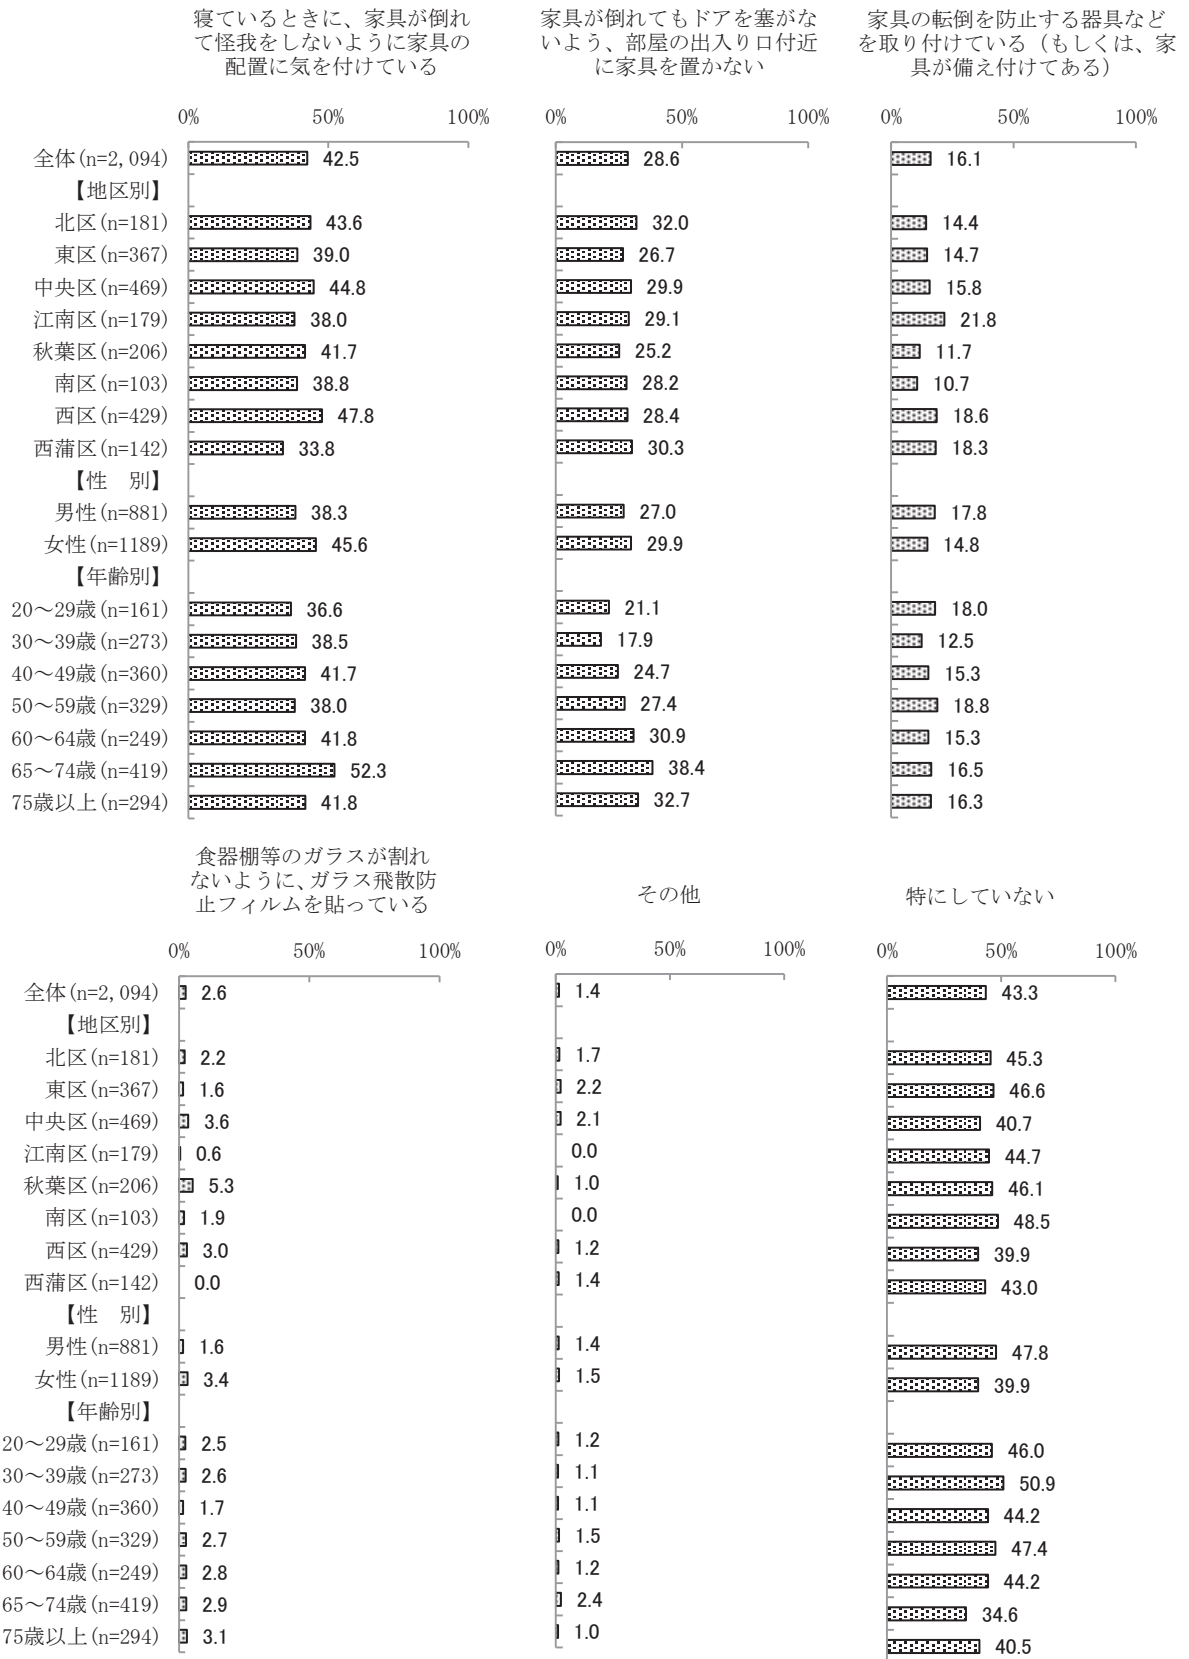 寝ているときに、家具が倒れ
て怪我をしないように家具の
配置に気を付けている
家具が倒れてもドアを塞がな
いよう、部屋の出入り口付近
に家具を置かない
家具の転倒を防止する器具など
を取り付けている（もしくは、家
具が備え付けてある）
0% 50% 100% 0% 50% 100% 0% 50% 100%
全体(n=2,094) 42.5 28.6 16.1
【地区別】
北区(n=181) 43.6 32.0 14.4
東区(n=367) 39.0 26.7 14.7
中央区(n=469) 44.8 29.9 15.8
江南区(n=179) 38.0 29.1 21.8
秋葉区(n=206) 41.7 25.2 11.7
南区(n=103) 38.8 28.2 10.7
西区(n=429) 47.8 28.4 18.6
西蒲区(n=142) 33.8 30.3 18.3
【性　別】
男性(n=881) 38.3 27.0 17.8
女性(n=1189) 45.6 29.9 14.8
【年齢別】
20～29歳(n=161) 36.6 21.1 18.0
30～39歳(n=273) 38.5 17.9 12.5
40～49歳(n=360) 41.7 24.7 15.3
50～59歳(n=329) 38.0 27.4 18.8
60～64歳(n=249) 41.8 30.9 15.3
65～74歳(n=419) 52.3 38.4 16.5
75歳以上(n=294) 41.8 32.7 16.3
食器棚等のガラスが割れ
ないように、ガラス飛散防
止フィルムを貼っている
その他
特にしていない
0% 50% 100% 0% 50% 100% 0% 50% 100%
全体(n=2,094) 2.6 1.4 43.3
【地区別】
北区(n=181) 2.2 1.7 45.3
東区(n=367) 1.6 2.2 46.6
中央区(n=469) 3.6 2.1 40.7
江南区(n=179) 0.6 0.0 44.7
秋葉区(n=206) 5.3 1.0 46.1
南区(n=103) 1.9 0.0 48.5
西区(n=429) 3.0 1.2 39.9
西蒲区(n=142) 0.0 1.4 43.0
【性　別】
男性(n=881) 1.6 1.4 47.8
女性(n=1189) 3.4 1.5 39.9
【年齢別】
20～29歳(n=161) 2.5 1.2 46.0
30～39歳(n=273) 2.6 1.1 50.9
40～49歳(n=360) 1.7 1.1 44.2
50～59歳(n=329) 2.7 1.5 47.4
60～64歳(n=249) 2.8 1.2 44.2
65～74歳(n=419) 2.9 2.4 34.6
75歳以上(n=294) 3.1 1.0 40.5